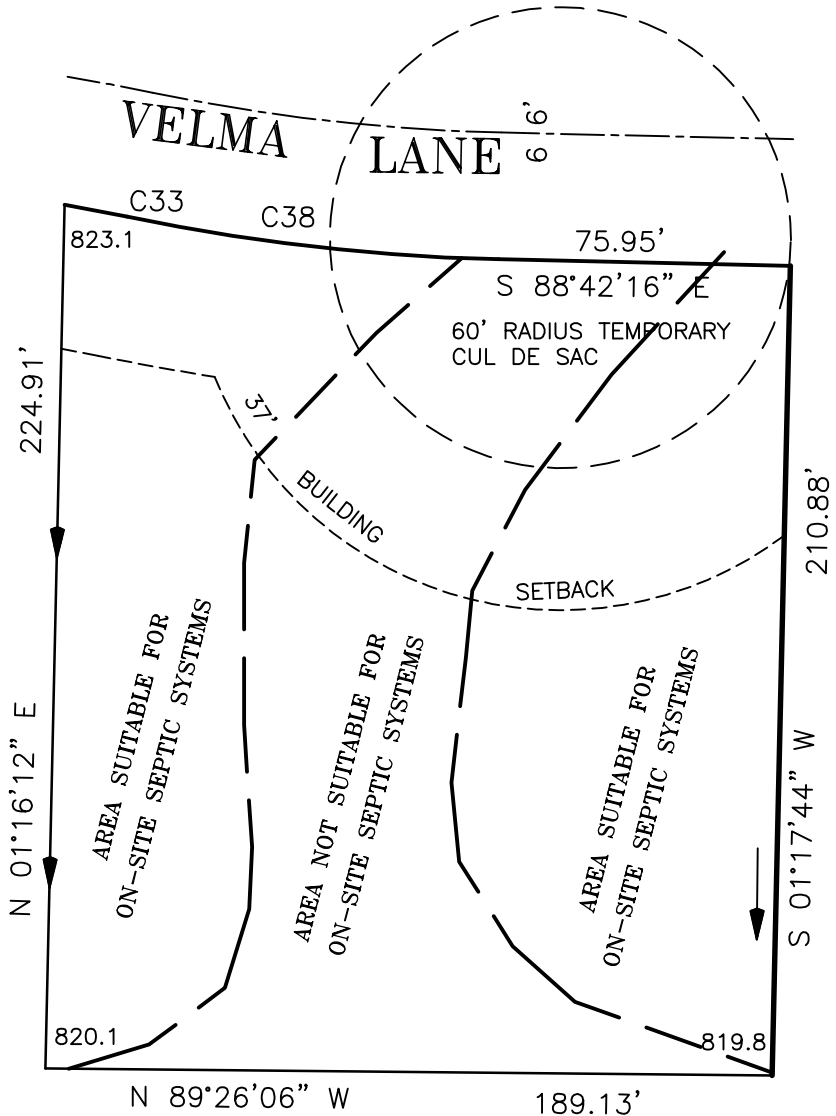 VELMA LANE
66'
C33
C38
75.95'
823.1
S 88°42'16" E
60' RADIUS TEMPORARY
CUL DE SAC
224.91'
37'
BUILDING
SETBACK
210.88'
AREA SUITABLE FOR
ON-SITE SEPTIC SYSTEMS
AREA NOT SUITABLE FOR
ON-SITE SEPTIC SYSTEMS
AREA SUITABLE FOR
ON-SITE SEPTIC SYSTEMS
N 01°16'12" E
S 01°17'44" W
820.1
819.8
N 89°26'06" W
189.13'